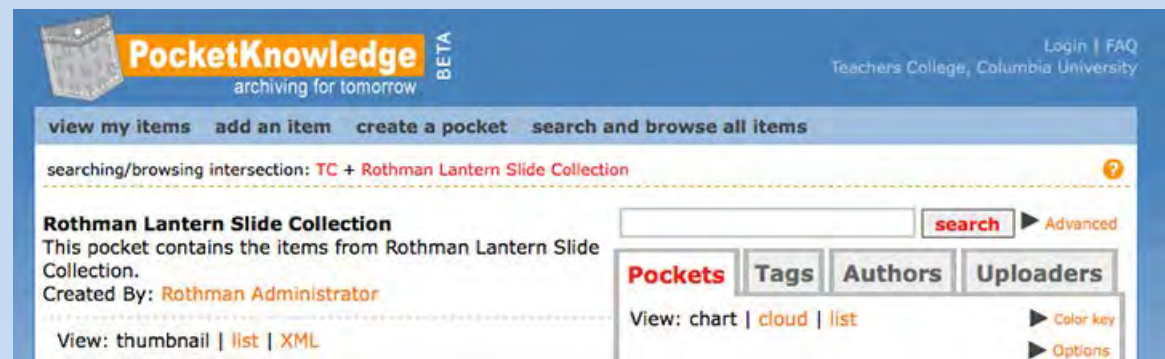 PocketKnowledge BETA
archiving for tomorrow
Login | FAQ
Teachers College, Columbia University
view my items add an item create a pocket search and browse all items
searching/browsing intersection: TC + Rothman Lantern Slide Collection ?
Rothman Lantern Slide Collection
This pocket contains the items from Rothman Lantern Slide
Collection.
Created By: Rothman Administrator
View: thumbnail | list | XML
search Advanced
Pockets Tags Authors Uploaders
View: chart | cloud | list
Color key
Options